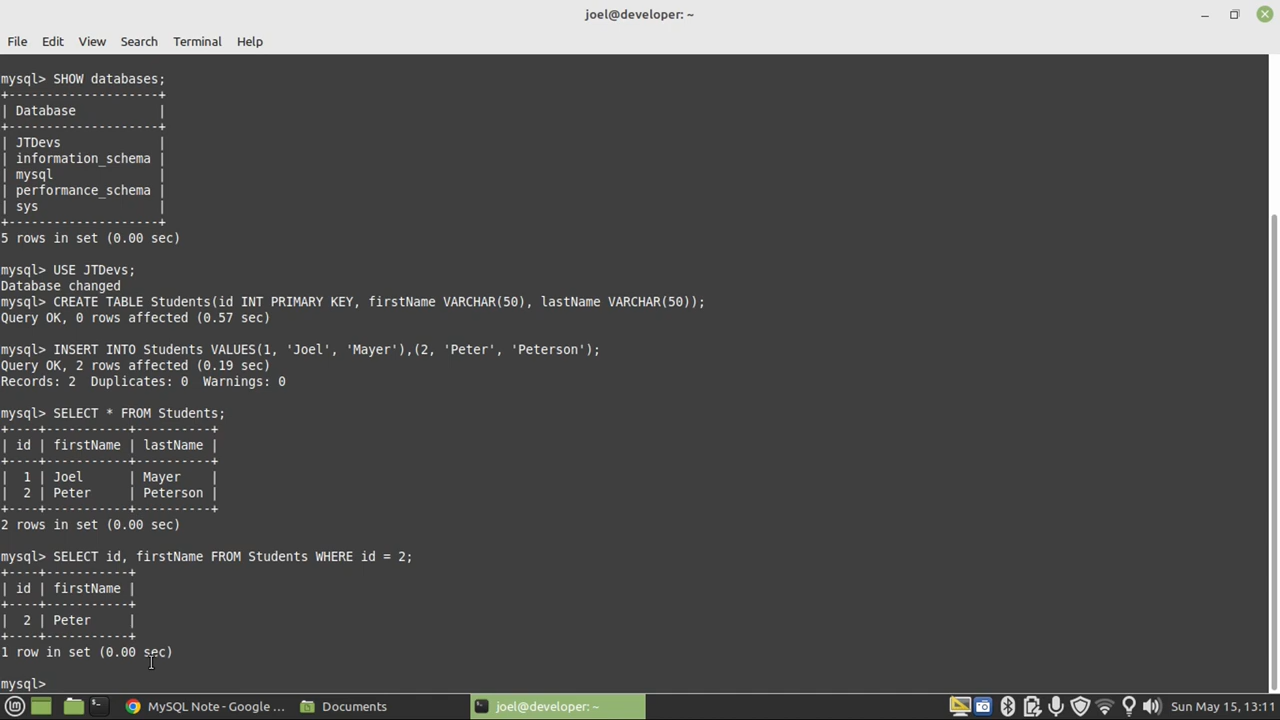 joel@developer: ~
File Edit View Search Terminal Help
mysql> SHOW databases;
+--------------------+
| Database           |
+--------------------+
| JTDevs             |
| information_schema |
| mysql              |
| performance_schema |
| sys                |
+--------------------+
5 rows in set (0.00 sec)
mysql> USE JTDevs;
Database changed
mysql> CREATE TABLE Students(id INT PRIMARY KEY, firstName VARCHAR(50), lastName VARCHAR(50));
Query OK, 0 rows affected (0.57 sec)
mysql> INSERT INTO Students VALUES(1, 'Joel', 'Mayer'),(2, 'Peter', 'Peterson');
Query OK, 2 rows affected (0.19 sec)
Records: 2  Duplicates: 0  Warnings: 0
mysql> SELECT * FROM Students;
+----+-----------+----------+
| id | firstName | lastName |
+----+-----------+----------+
|  1 | Joel      | Mayer    |
|  2 | Peter     | Peterson |
+----+-----------+----------+
2 rows in set (0.00 sec)
mysql> SELECT id, firstName FROM Students WHERE id = 2;
+----+-----------+
| id | firstName |
+----+-----------+
|  2 | Peter     |
+----+-----------+
1 row in set (0.00 sec)
mysql>
MySQL Note - Google ... Documents joel@developer: ~ Sun May 15, 13:11